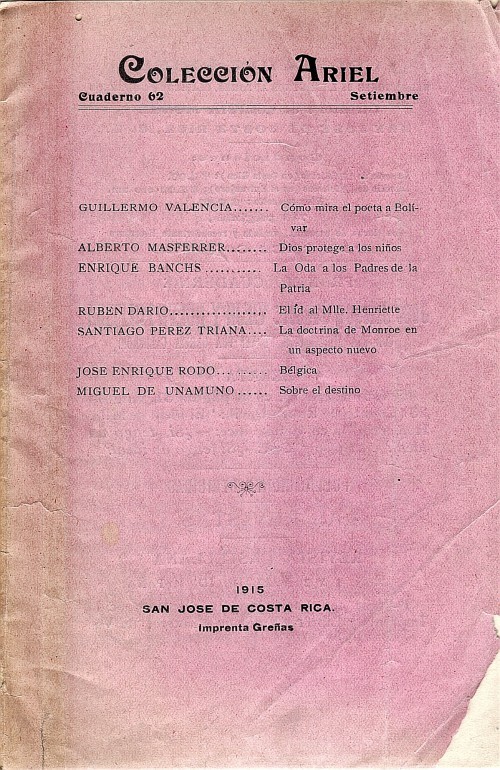 COLECCIÓN ARIEL
Cuaderno 62 Setiembre
GUILLERMO VALENCIA....... Cómo mira el poeta a Bolí-
var
ALBERTO MASFERRER........ Dios protege a los niños
ENRIQUE BANCHS ........... La Oda a los Padres de la
Patria
RUBEN DARIO................... El íd al Mlle. Henriette
SANTIAGO PEREZ TRIANA.... La doctrina de Monroe en
un aspecto nuevo
JOSE ENRIQUE RODO... ....... Bélgica
MIGUEL DE UNAMUNO ...... Sobre el destino
1915
SAN JOSE DE COSTA RICA.
Imprenta Greñas